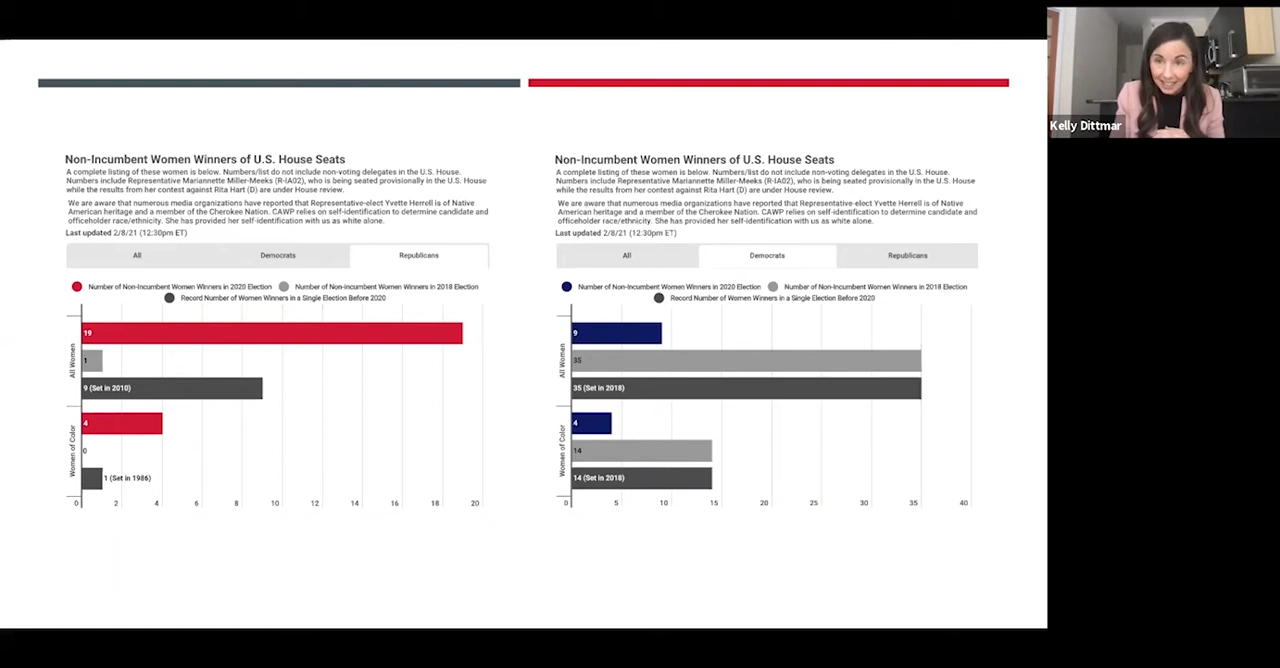 Non-Incumbent Women Winners of U.S. House Seats
A complete listing of these women is below. Numbers/list do not include non-voting delegates in the U.S. House.
Numbers include Representative Mariannette Miller-Meeks (R-IA02), who is being seated provisionally in the U.S. House
while the results from her contest against Rita Hart (D) are under House review.
We are aware that numerous media organizations have reported that Representative-elect Yvette Herrell is of Native
American heritage and a member of the Cherokee Nation. CAWP relies on self-identification to determine candidate and
officeholder race/ethnicity. She has provided her self-identification with us as white alone.
Last updated 2/8/21 (12:30pm ET)
All Democrats Republicans
Number of Non-Incumbent Women Winners in 2020 Election Number of Non-Incumbent Women Winners in 2018 Election
Record Number of Women Winners in a Single Election Before 2020
All Women
19
1
9 (Set in 2010)
Women of Color
4
0
1 (Set in 1986)
0 2 4 6 8 10 12 14 16 18 20
Non-Incumbent Women Winners of U.S. House Seats
A complete listing of these women is below. Numbers/list do not include non-voting delegates in the U.S. House.
Numbers include Representative Mariannette Miller-Meeks (R-IA02), who is being seated provisionally in the U.S. House
while the results from her contest against Rita Hart (D) are under House review.
We are aware that numerous media organizations have reported that Representative-elect Yvette Herrell is of Native
American heritage and a member of the Cherokee Nation. CAWP relies on self-identification to determine candidate and
officeholder race/ethnicity. She has provided her self-identification with us as white alone.
Last updated 2/8/21 (12:30pm ET)
All Democrats Republicans
Number of Non-Incumbent Women Winners in 2020 Election Number of Non-Incumbent Women Winners in 2018 Election
Record Number of Women Winners in a Single Election Before 2020
All Women
9
35
35 (Set in 2018)
Women of Color
4
14
14 (Set in 2018)
0 5 10 15 20 25 30 35 40
Kelly Dittmar